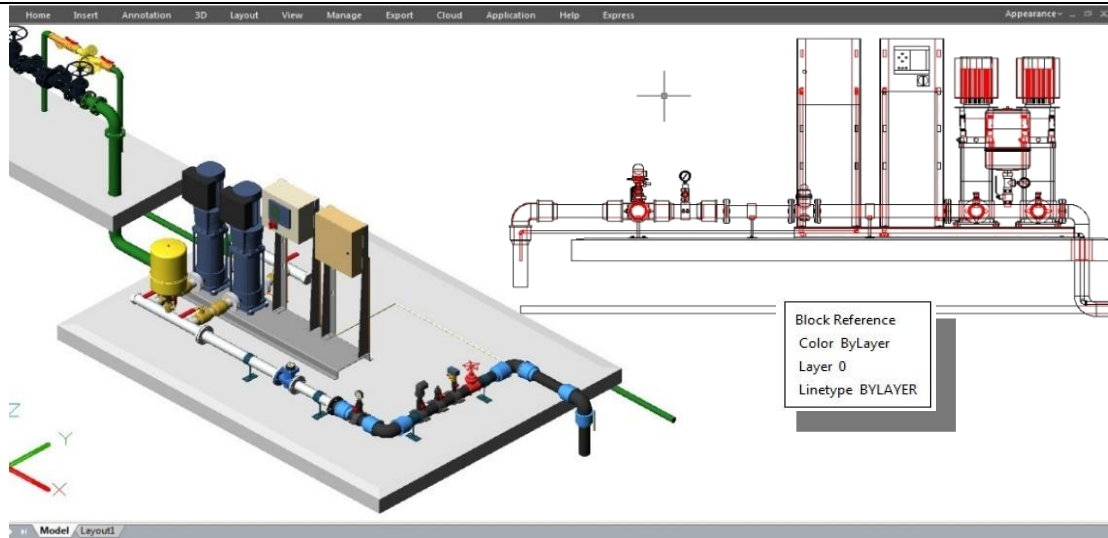 Home Insert Annotation 3D Layout View Manage Export Cloud Application Help Express Appearance
Block Reference
Color ByLayer
Layer 0
Linetype BYLAYER
Z
Y
X
Model Layout1